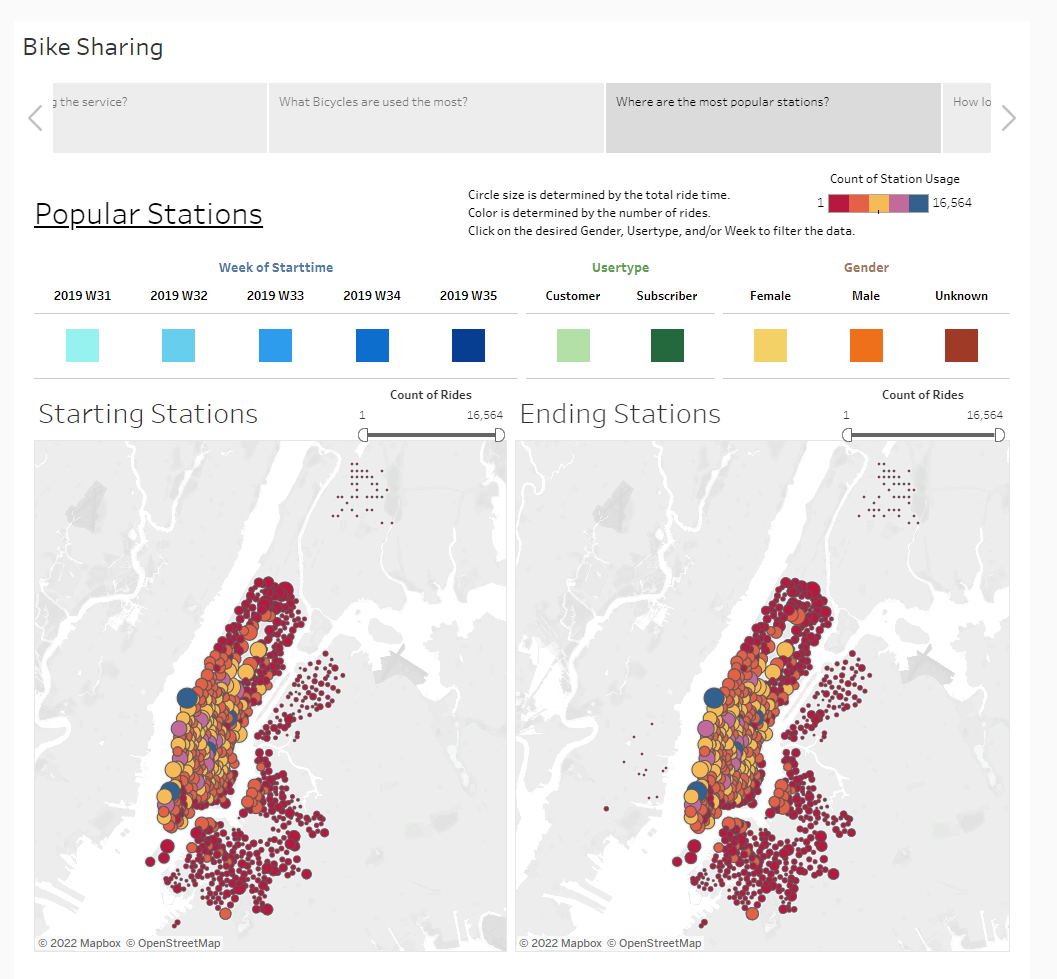 Bike Sharing
g the service?
What Bicycles are used the most?
Where are the most popular stations?
How lo
Popular Stations
Circle size is determined by the total ride time.
Color is determined by the number of rides.
Click on the desired Gender, Usertype, and/or Week to filter the data.
Count of Station Usage
1 16,564
Week of Starttime Usertype Gender
2019 W31 2019 W32 2019 W33 2019 W34 2019 W35 Customer Subscriber Female Male Unknown
Starting Stations
Count of Rides
1 16,564
Ending Stations
Count of Rides
1 16,564
© 2022 Mapbox © OpenStreetMap
© 2022 Mapbox © OpenStreetMap